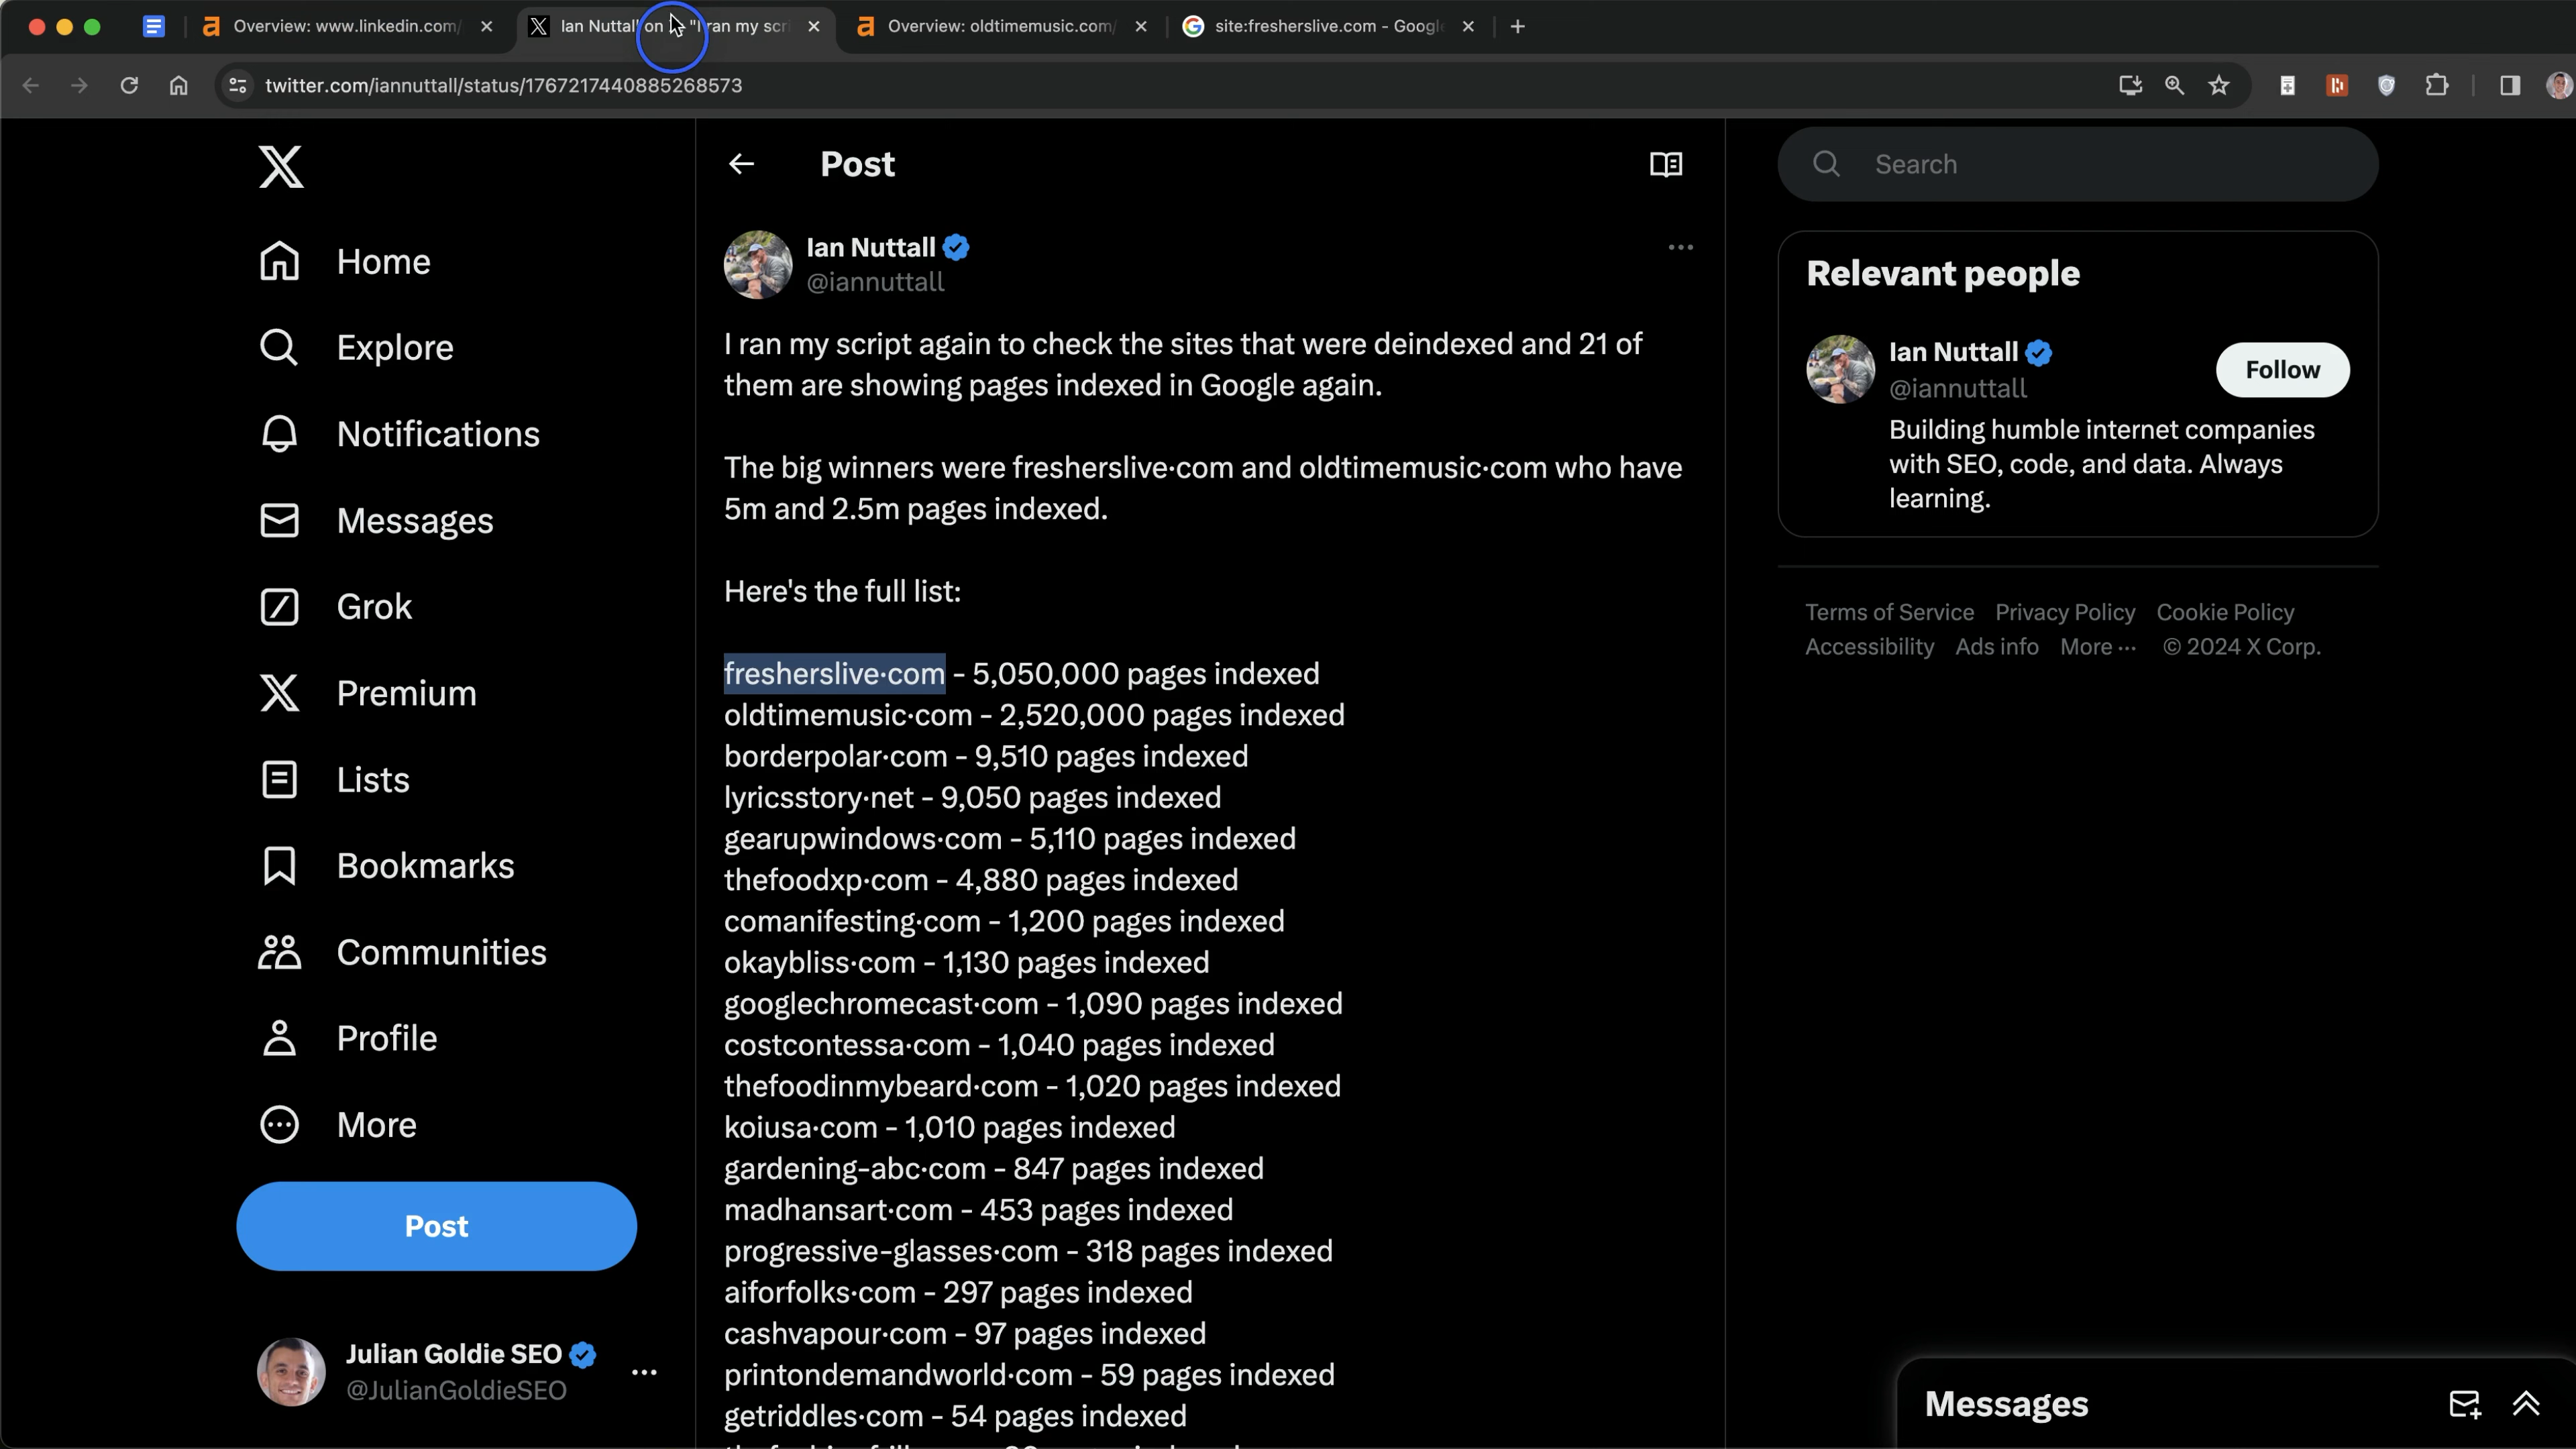 Overview: www.linkedin.com/
Ian Nuttall on "I ran my scri
Overview: oldtimemusic.com/
site:fresherslive.com - Googl
twitter.com/iannuttall/status/1767217440885268573
Home
Explore
Notifications
Messages
Grok
Premium
Lists
Bookmarks
Communities
Profile
More
Post
Julian Goldie SEO
@JulianGoldieSEO
Post
Ian Nuttall
@iannuttall
I ran my script again to check the sites that were deindexed and 21 of
them are showing pages indexed in Google again.
The big winners were fresherslive·com and oldtimemusic·com who have
5m and 2.5m pages indexed.
Here's the full list:
fresherslive·com - 5,050,000 pages indexed
oldtimemusic·com - 2,520,000 pages indexed
borderpolar·com - 9,510 pages indexed
lyricsstory·net - 9,050 pages indexed
gearupwindows·com - 5,110 pages indexed
thefoodxp·com - 4,880 pages indexed
comanifesting·com - 1,200 pages indexed
okaybliss·com - 1,130 pages indexed
googlechromecast·com - 1,090 pages indexed
costcontessa·com - 1,040 pages indexed
thefoodinmybeard·com - 1,020 pages indexed
koiusa·com - 1,010 pages indexed
gardening-abc·com - 847 pages indexed
madhansart·com - 453 pages indexed
progressive-glasses·com - 318 pages indexed
aiforfolks·com - 297 pages indexed
cashvapour·com - 97 pages indexed
printondemandworld·com - 59 pages indexed
getriddles·com - 54 pages indexed
Search
Relevant people
Ian Nuttall
@iannuttall
Follow
Building humble internet companies
with SEO, code, and data. Always
learning.
Terms of Service Privacy Policy Cookie Policy
Accessibility Ads info More ··· © 2024 X Corp.
Messages